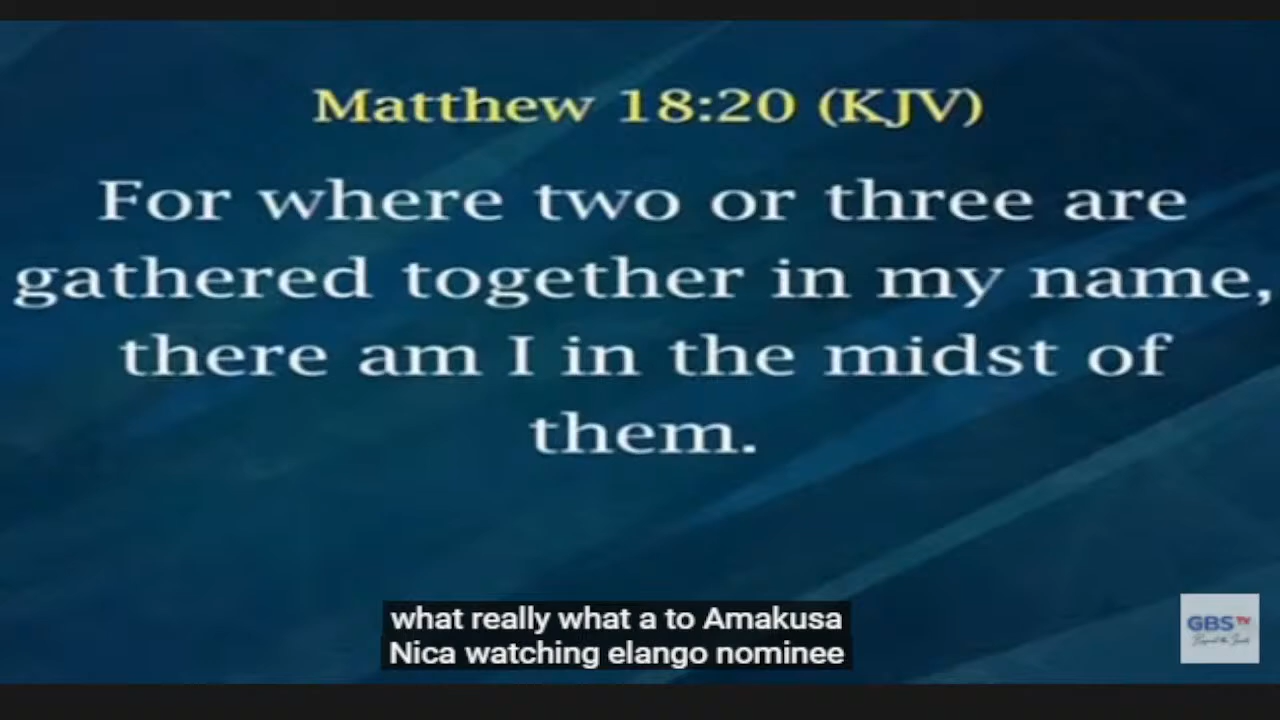 Matthew 18:20 (KJV)
For where two or three are
gathered together in my name,
there am I in the midst of
them.
what really what a to Amakusa
Nica watching elango nominee
GBS TV